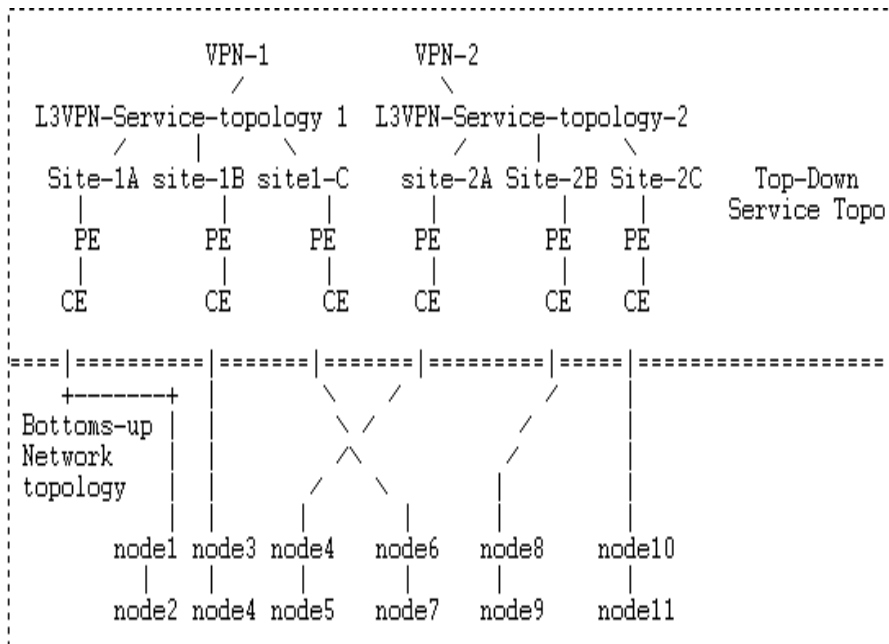 VPN-1 VPN-2
L3VPN-Service-topology 1 L3VPN-Service-topology-2
Site-1A site-1B site1-C site-2A Site-2B Site-2C Top-Down
Service Topo
PE PE PE PE PE PE
CE CE CE CE CE CE
Bottoms-up
Network
topology
node1 node3 node4 node6 node8 node10
node2 node4 node5 node7 node9 node11